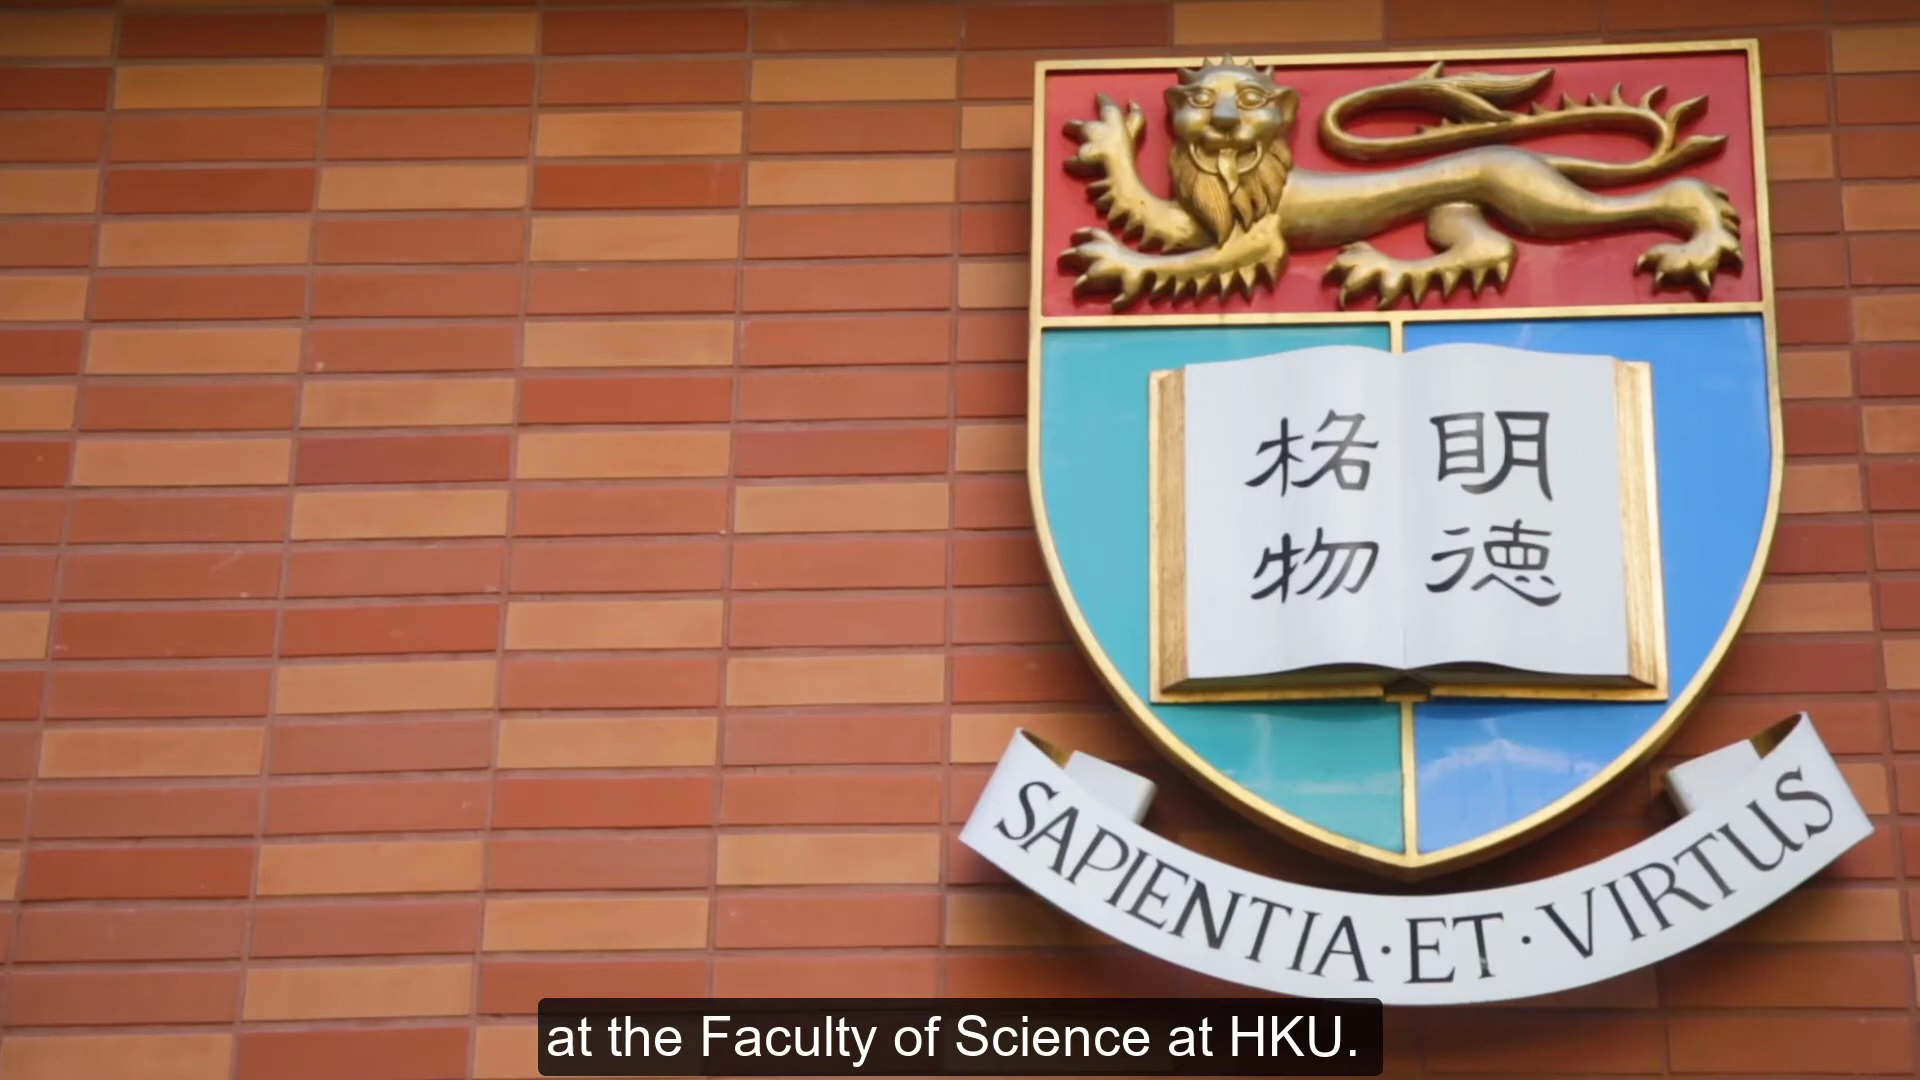 明德
格物
SAPIENTIA·ET·VIRTUS
at the Faculty of Science at HKU.